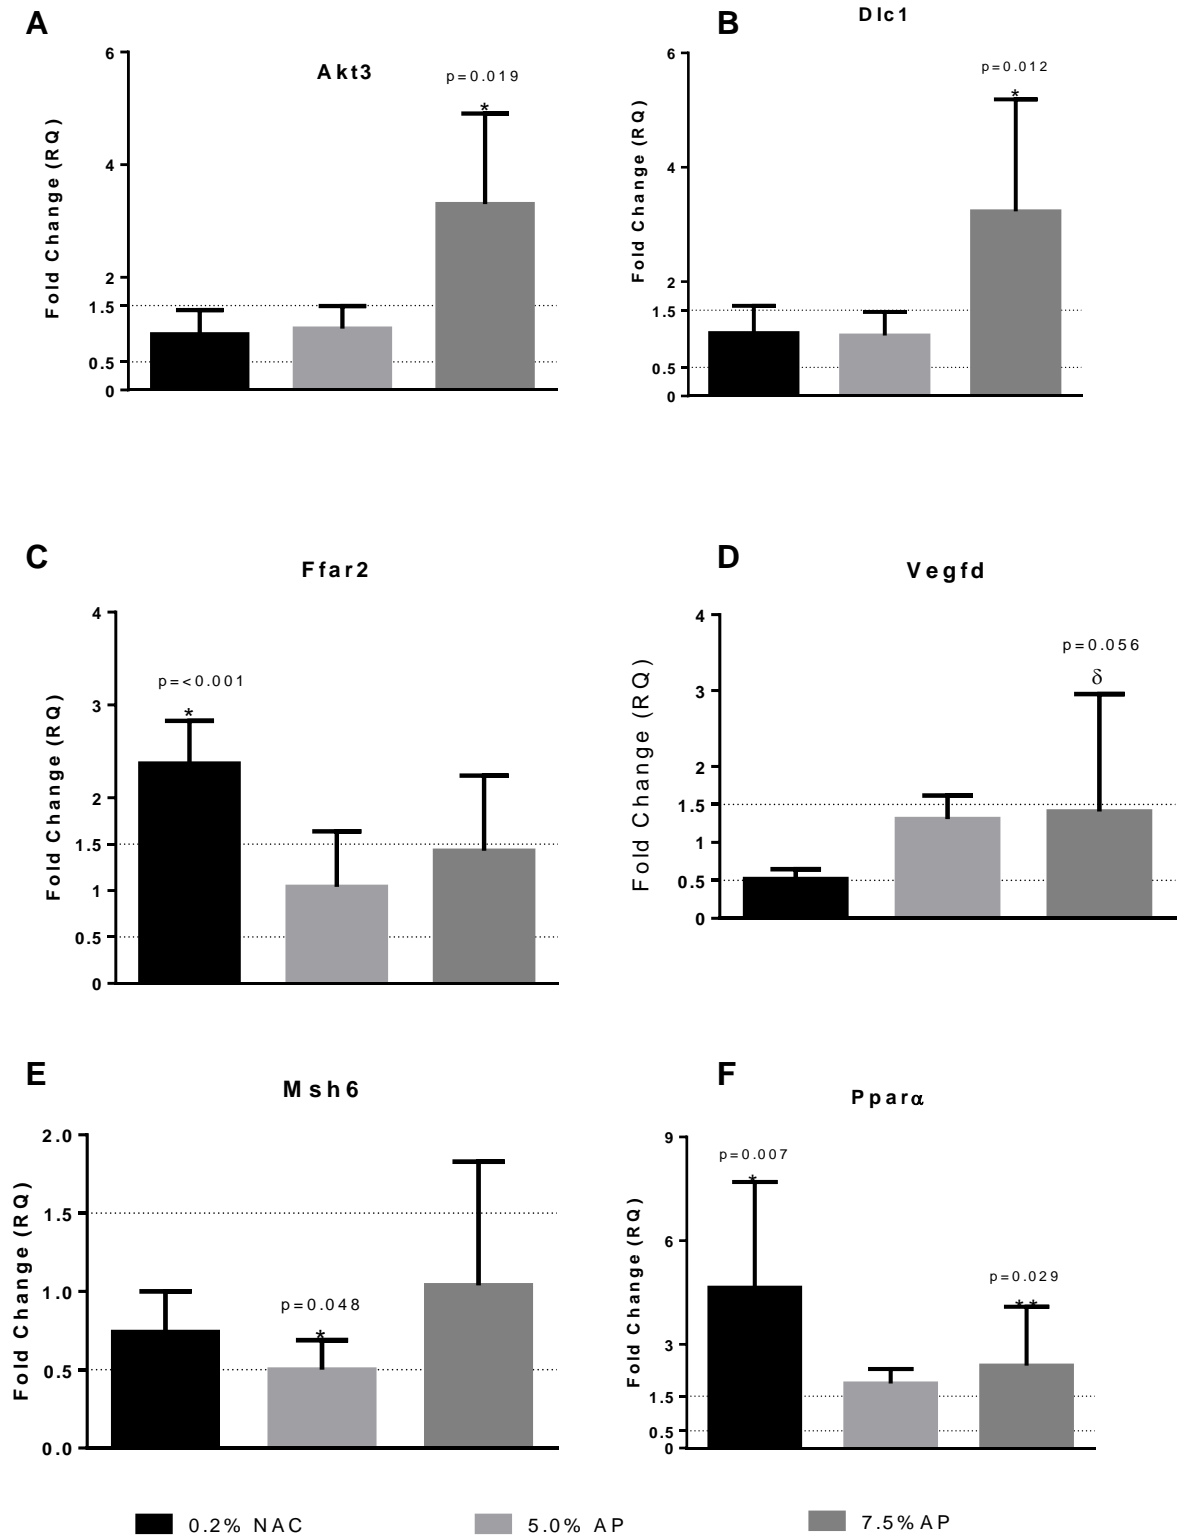 A
Akt3
p=0.019
*
Fold Change (RQ)
6
4
2
1.5
0.5
0
B
Dlc1
p=0.012
*
Fold Change (RQ)
6
4
2
1.5
0.5
0
C
Ffar2
p=<0.001
*
Fold Change (RQ)
4
3
2
1.5
1
0.5
0
D
Vegfd
p=0.056
δ
Fold Change (RQ)
4
3
2
1.5
1
0.5
0
E
Msh6
p=0.048
*
Fold Change (RQ)
2.0
1.5
1.0
0.5
0.0
F
Pparα
p=0.007
*
p=0.029
**
Fold Change (RQ)
9
6
3
1.5
0.5
0
0.2% NAC
5.0% AP
7.5% AP